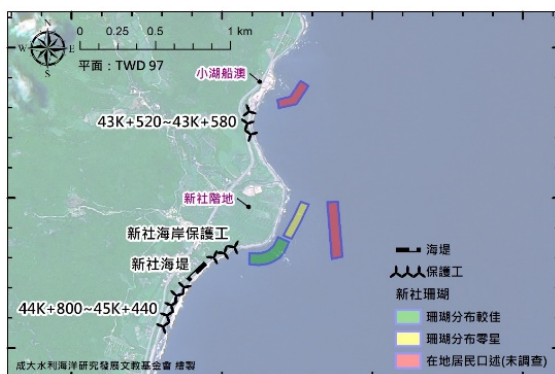 N
W
E
S
0 0.25 0.5 1 km
平面：TWD 97
小湖船澳
43K+520~43K+580
新社階地
新社海岸保護工
新社海堤
44K+800~45K+440
海堤
保護工
新社珊瑚
珊瑚分布較佳
珊瑚分布零星
在地居民口述(未調查)
成大水利海洋研究發展文教基金會 繪製